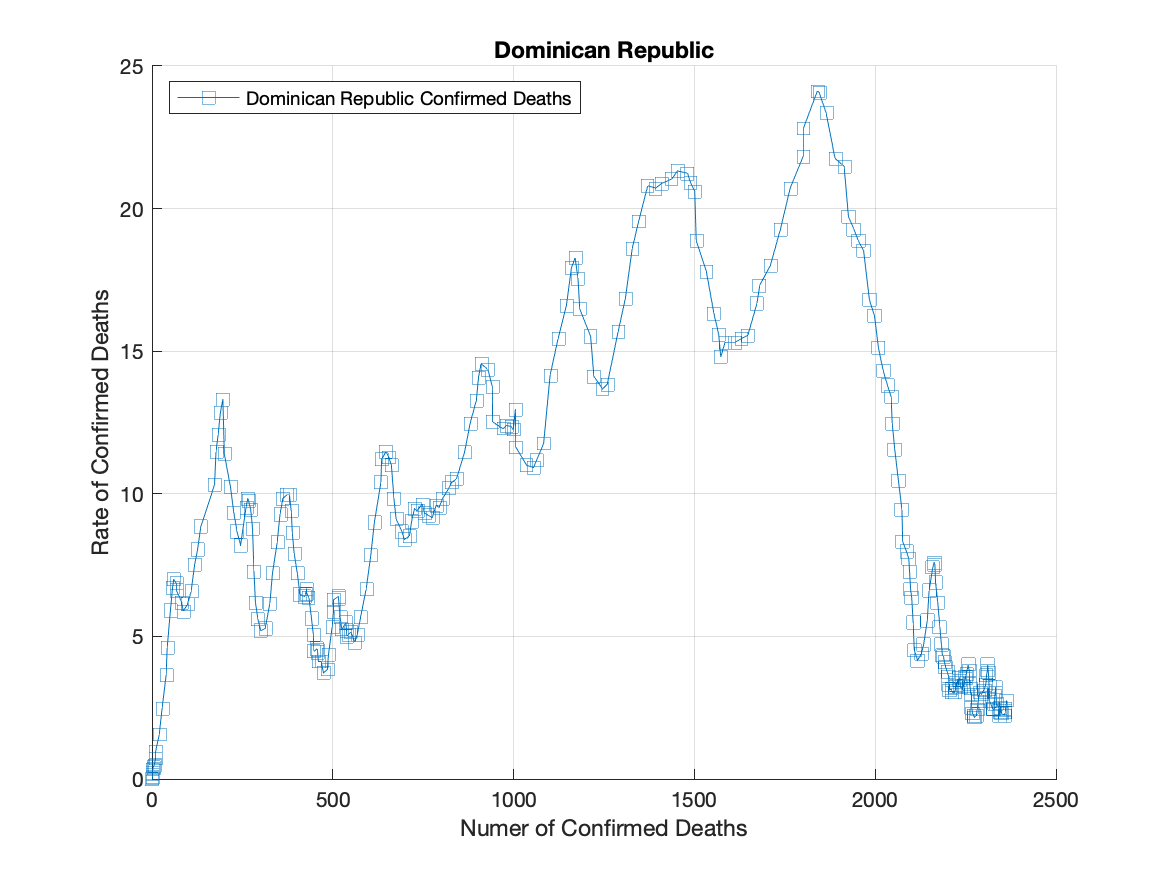 Dominican Republic
25
Dominican Republic Confirmed Deaths
20
15
10
5
0
Rate of Confirmed Deaths
0 500 1000 1500 2000 2500
Numer of Confirmed Deaths